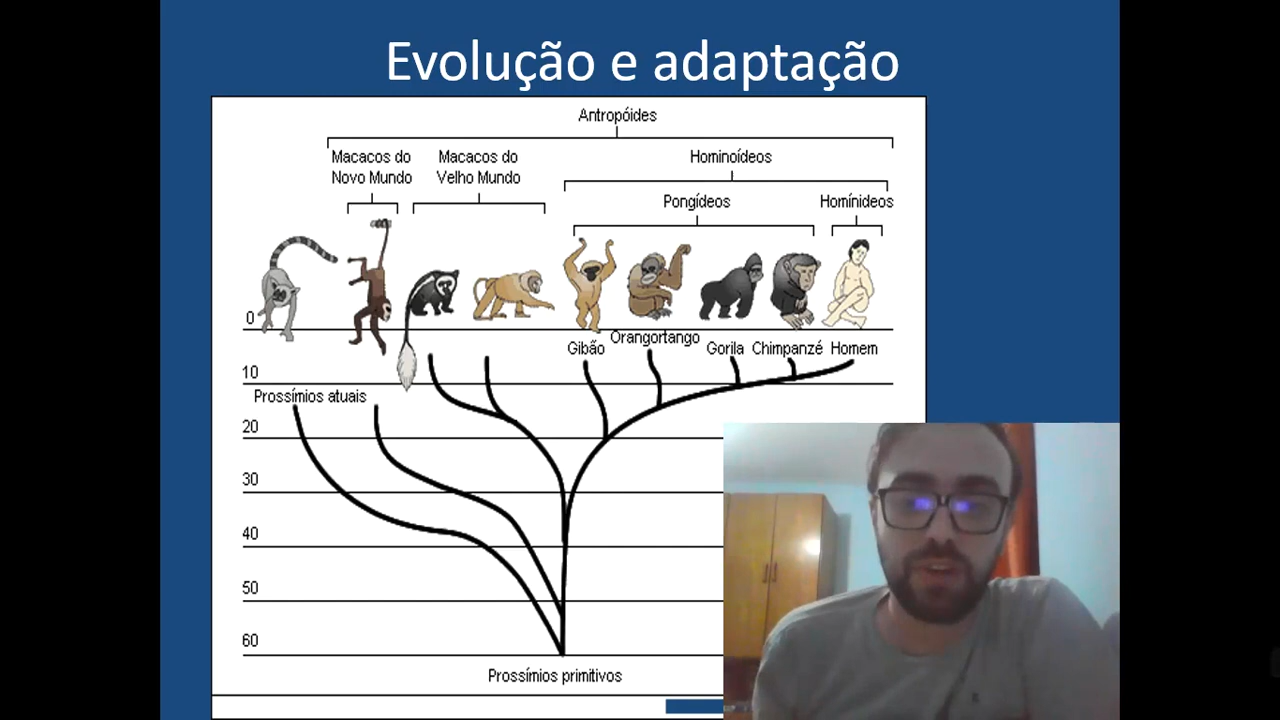 Evolução e adaptação
Antropóides
Macacos do
Novo Mundo
Macacos do
Velho Mundo
Hominoídeos
Pongídeos
Homínideos
0
Gibão
Orangortango
Gorila
Chimpanzé
Homem
10
Prossímios atuais
20
30
40
50
60
Prossímios primitivos